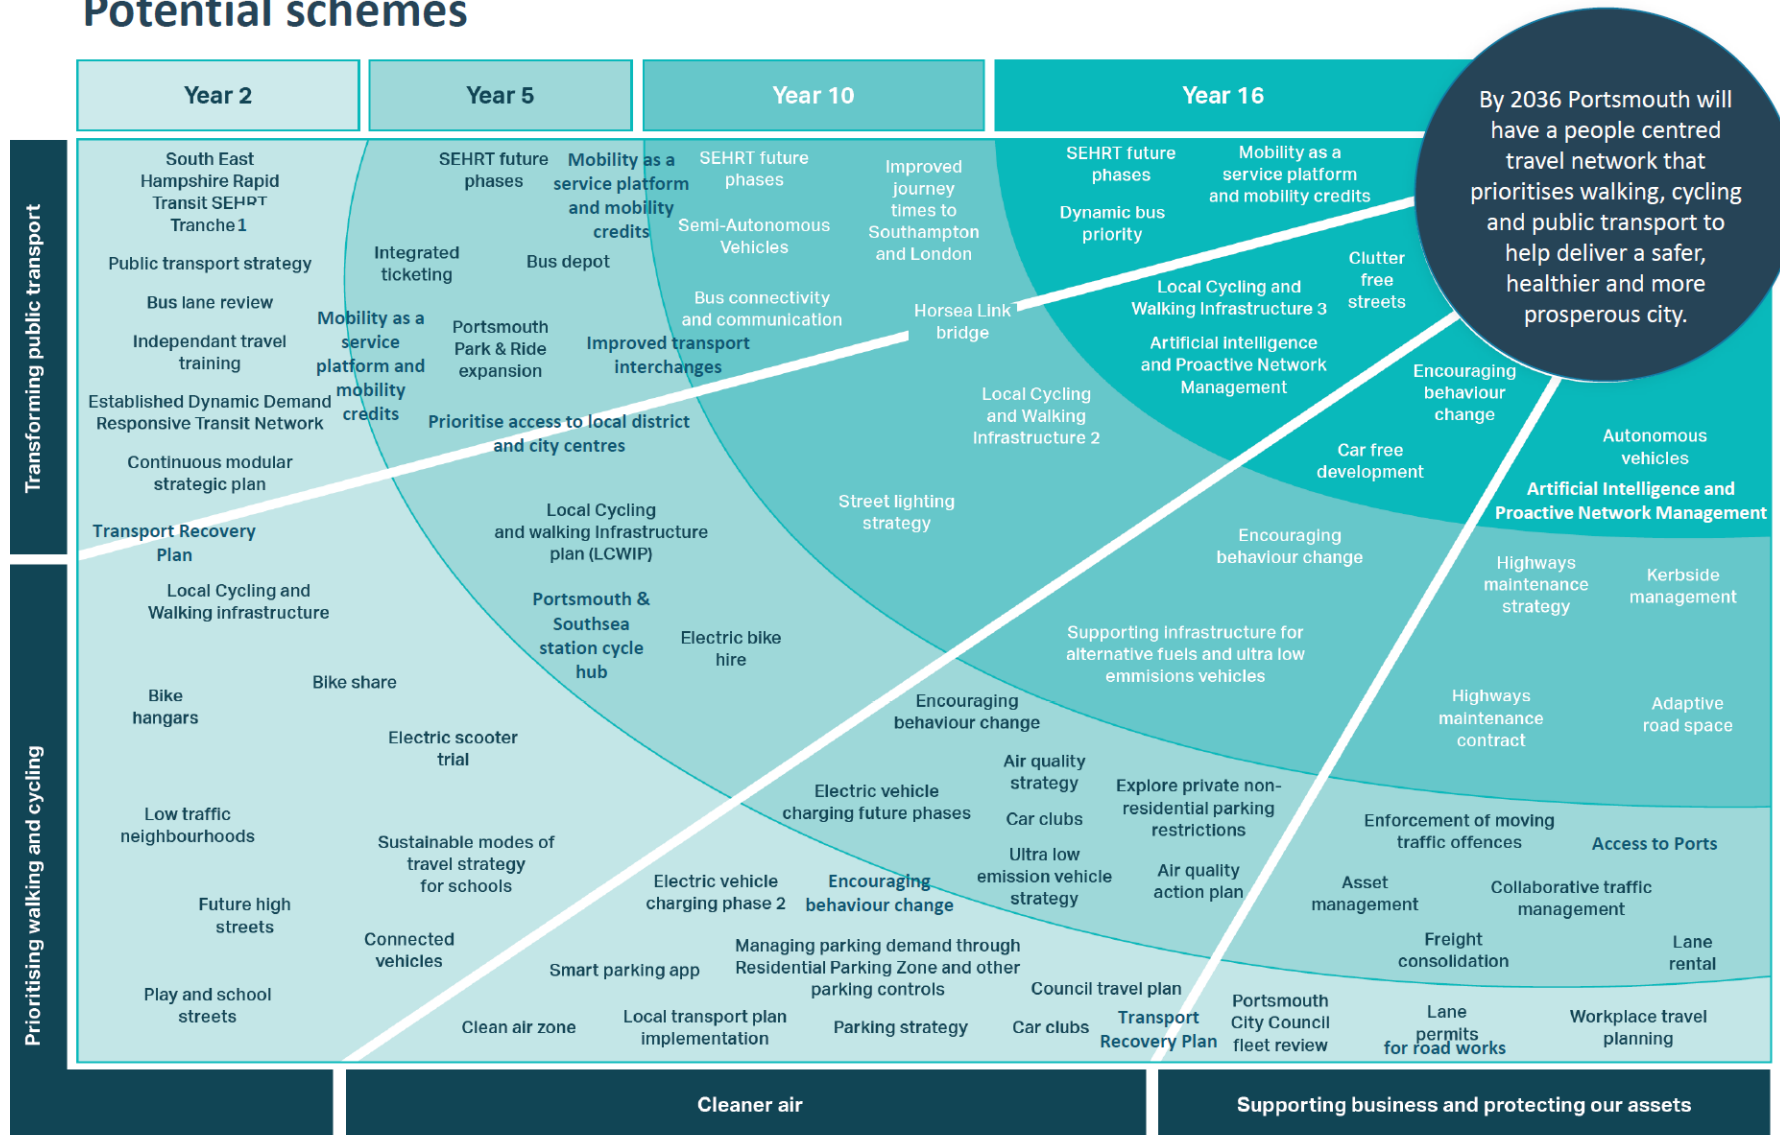 Potential schemes
Year 2
Year 5
Year 10
Year 16
By 2036 Portsmouth will
have a people centred
travel network that
prioritises walking, cycling
and public transport to
help deliver a safer,
healthier and more
prosperous city.
Transforming public transport
South East
Hampshire Rapid
Transit SEHRT
Tranche 1
Public transport strategy
Bus lane review
Independant travel
training
Established Dynamic Demand
Responsive Transit Network
Continuous modular
strategic plan
Transport Recovery
Plan
Mobility as a
service
platform and
mobility
credits
SEHRT future
phases
Mobility as a
service platform
and mobility
credits
Integrated
ticketing
Bus depot
Portsmouth
Park & Ride
expansion
Improved transport
interchanges
Prioritise access to local district
and city centres
SEHRT future
phases
Semi-Autonomous
Vehicles
Improved
journey
times to
Southampton
and London
Bus connectivity
and communication
Horsea Link
bridge
SEHRT future
phases
Mobility as a
service platform
and mobility credits
Dynamic bus
priority
Prioritising walking and cycling
Local Cycling and
Walking infrastructure
Bike
hangars
Bike share
Electric scooter
trial
Low traffic
neighbourhoods
Sustainable modes of
travel strategy
for schools
Future high
streets
Connected
vehicles
Play and school
streets
Local Cycling
and walking Infrastructure
plan (LCWIP)
Portsmouth &
Southsea
station cycle
hub
Electric bike
hire
Local Cycling
and Walking
Infrastructure 2
Street lighting
strategy
Local Cycling and
Walking Infrastructure 3
Clutter
free
streets
Artificial Intelligence
and Proactive Network
Management
Encouraging
behaviour
change
Car free
development
Encouraging
behaviour change
Supporting infrastructure for
alternative fuels and ultra low
emmisions vehicles
Encouraging
behaviour change
Air quality
strategy
Electric vehicle
charging future phases
Explore private non-
residential parking
restrictions
Car clubs
Ultra low
emission vehicle
strategy
Air quality
action plan
Electric vehicle
charging phase 2
Encouraging
behaviour change
Smart parking app
Managing parking demand through
Residential Parking Zone and other
parking controls
Council travel plan
Clean air zone
Local transport plan
implementation
Parking strategy
Car clubs
Transport
Recovery Plan
Autonomous
vehicles
Artificial Intelligence and
Proactive Network Management
Highways
maintenance
strategy
Kerbside
management
Highways
maintenance
contract
Adaptive
road space
Enforcement of moving
traffic offences
Access to Ports
Asset
management
Collaborative traffic
management
Freight
consolidation
Lane
rental
Portsmouth
City Council
fleet review
Lane
permits
for road works
Workplace travel
planning
Cleaner air
Supporting business and protecting our assets